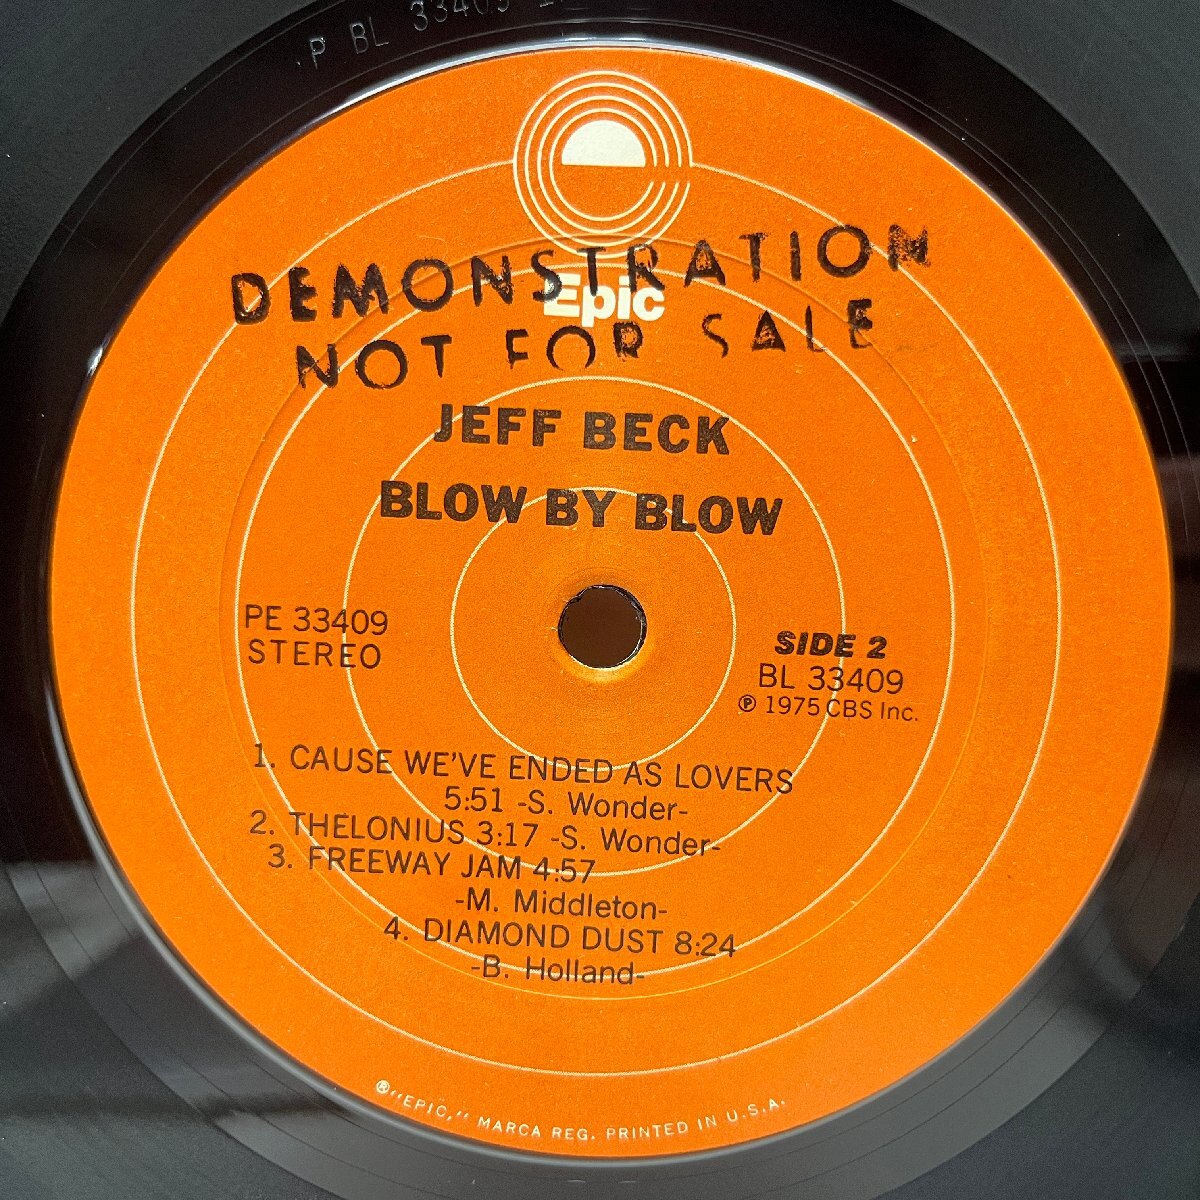 P BL 33409
Epic
DEMONSTRATION
NOT FOR SALE
JEFF BECK
BLOW BY BLOW
PE 33409
STEREO
SIDE 2
BL 33409
℗ 1975 CBS Inc.
1. CAUSE WE'VE ENDED AS LOVERS
5:51 -S. Wonder-
2. THELONIUS 3:17 -S. Wonder-
3. FREEWAY JAM 4:57
-M. Middleton-
4. DIAMOND DUST 8:24
-B. Holland-
®"EPIC," MARCA REG. PRINTED IN U.S.A.